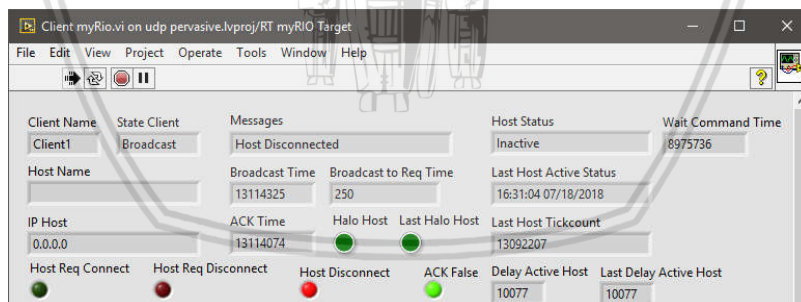 Client myRio.vi on udp pervasive.lvproj/RT myRIO Target
File Edit View Project Operate Tools Window Help
Client Name State Client Messages Host Status Wait Command Time
Client1 Broadcast Host Disconnected Inactive 8975736
Host Name Broadcast Time Broadcast to Req Time Last Host Active Status
13114325 250 16:31:04 07/18/2018
IP Host ACK Time Halo Host Last Halo Host Last Host Tickcount
0.0.0.0 13114074 13092207
Host Req Connect Host Req Disconnect Host Disconnect ACK False Delay Active Host Last Delay Active Host
10077 10077